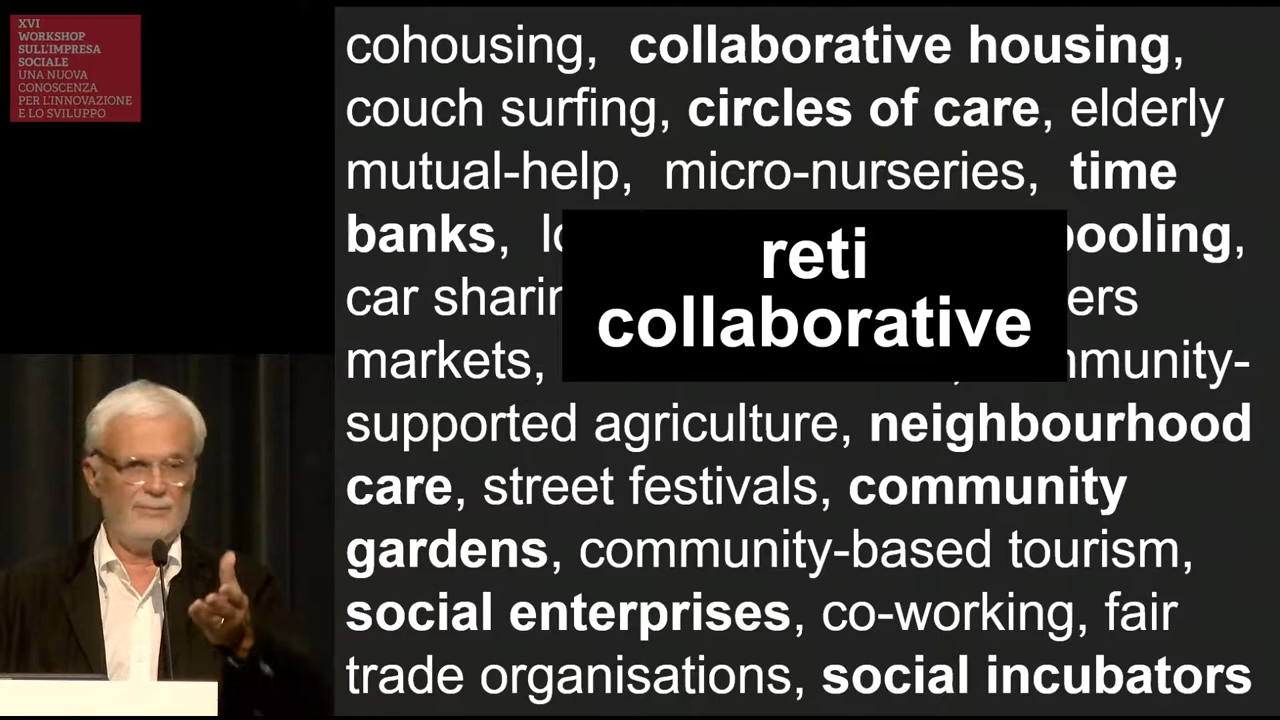 XVI
WORKSHOP
SULL'IMPRESA
SOCIALE
UNA NUOVA
CONOSCENZA
PER L'INNOVAZIONE
E LO SVILUPPO
cohousing, collaborative housing,
couch surfing, circles of care, elderly
mutual-help, micro-nurseries, time
banks,
car
markets,
supported agriculture, neighbourhood
care, street festivals, community
gardens, community-based tourism,
social enterprises, co-working, fair
trade organisations, social incubators
reti
collaborative